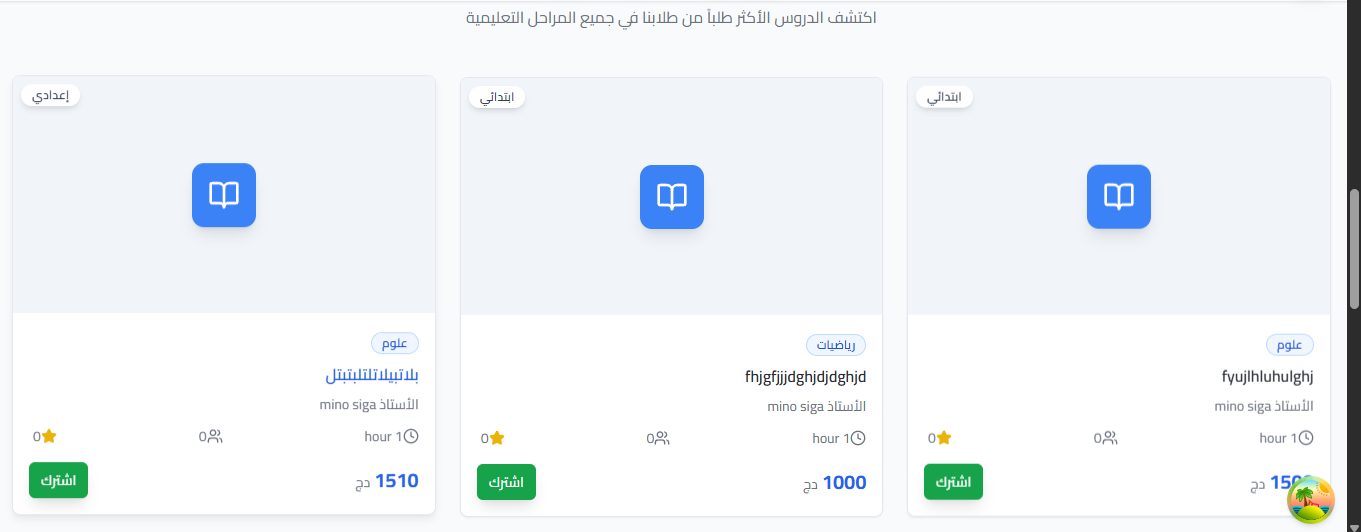 اكتشف الدروس الأكثر طلباً من طلابنا في جميع المراحل التعليمية
ابتدائي
علوم
fyujlhluhulghj
الأستاذ mino siga
1 hour
0
0
دج
اشترك
ابتدائي
رياضيات
fhjgfjjjdghjdjdghjd
الأستاذ mino siga
1 hour
0
0
1000 دج
اشترك
إعدادي
علوم
بلاتبيلاتلتلبتبتل
الأستاذ mino siga
1 hour
0
0
1510 دج
اشترك